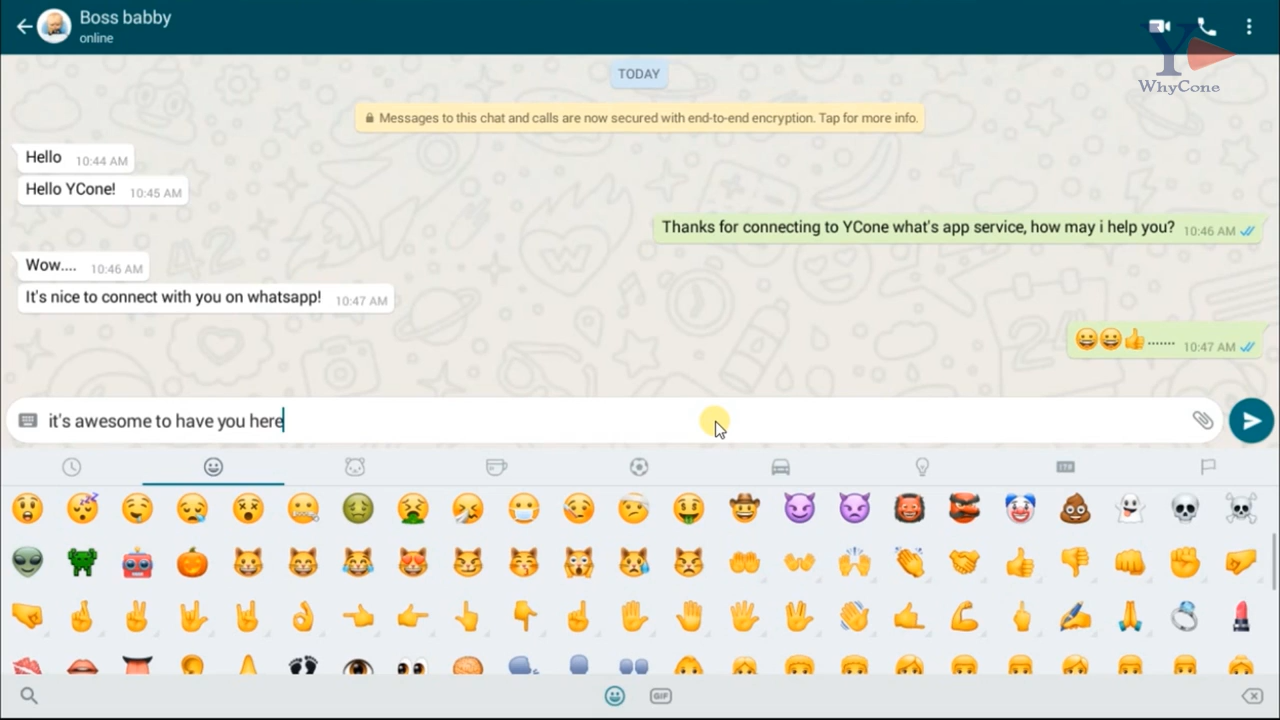 Boss babby
online
Y
WhyCone
TODAY
Messages to this chat and calls are now secured with end-to-end encryption. Tap for more info.
Hello 10:44 AM
Hello YCone! 10:45 AM
Thanks for connecting to YCone what's app service, how may i help you? 10:46 AM
Wow.... 10:46 AM
It's nice to connect with you on whatsapp! 10:47 AM
😀😀👍....... 10:47 AM
it's awesome to have you here
GIF